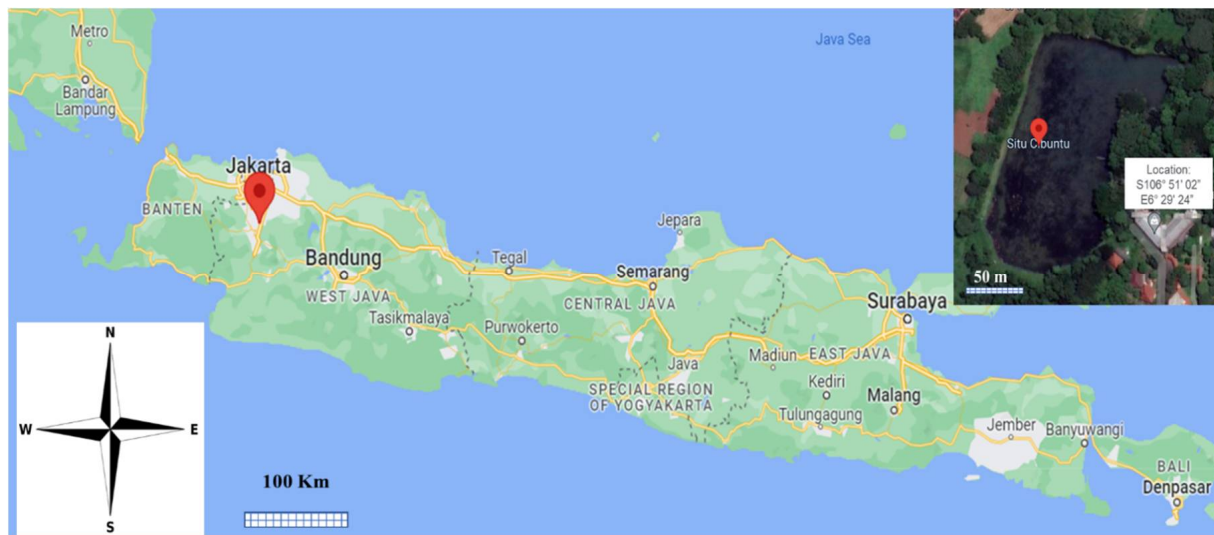 Metro
Java Sea
Bandar
Lampung
Situ Cibuntu
Jakarta
Location:
S106° 51' 02"
E6° 29' 24"
BANTEN
Jepara
Bandung
Tegal
Semarang
50 m
WEST JAVA
CENTRAL JAVA
Surabaya
Tasikmalaya
Purwokerto
Java
Madiun
EAST JAVA
SPECIAL REGION
OF YOGYAKARTA
Kediri
Malang
Tulungagung
Jember
Banyuwangi
BALI
Denpasar
N
W
E
S
100 Km